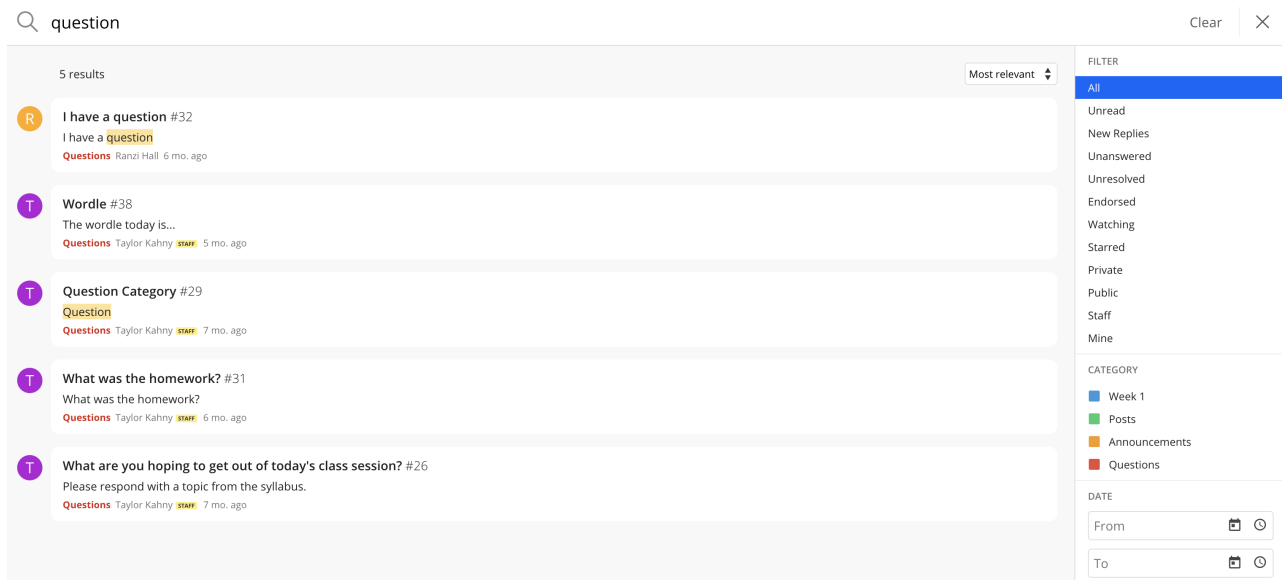 question
Clear
5 results
Most relevant
R
I have a question #32
I have a question
Questions Ranzi Hall 6 mo. ago
T
Wordle #38
The wordle today is...
Questions Taylor Kahny STAFF 5 mo. ago
T
Question Category #29
Question
Questions Taylor Kahny STAFF 7 mo. ago
T
What was the homework? #31
What was the homework?
Questions Taylor Kahny STAFF 6 mo. ago
T
What are you hoping to get out of today's class session? #26
Please respond with a topic from the syllabus.
Questions Taylor Kahny STAFF 7 mo. ago
FILTER
All
Unread
New Replies
Unanswered
Unresolved
Endorsed
Watching
Starred
Private
Public
Staff
Mine
CATEGORY
Week 1
Posts
Announcements
Questions
DATE
From
To